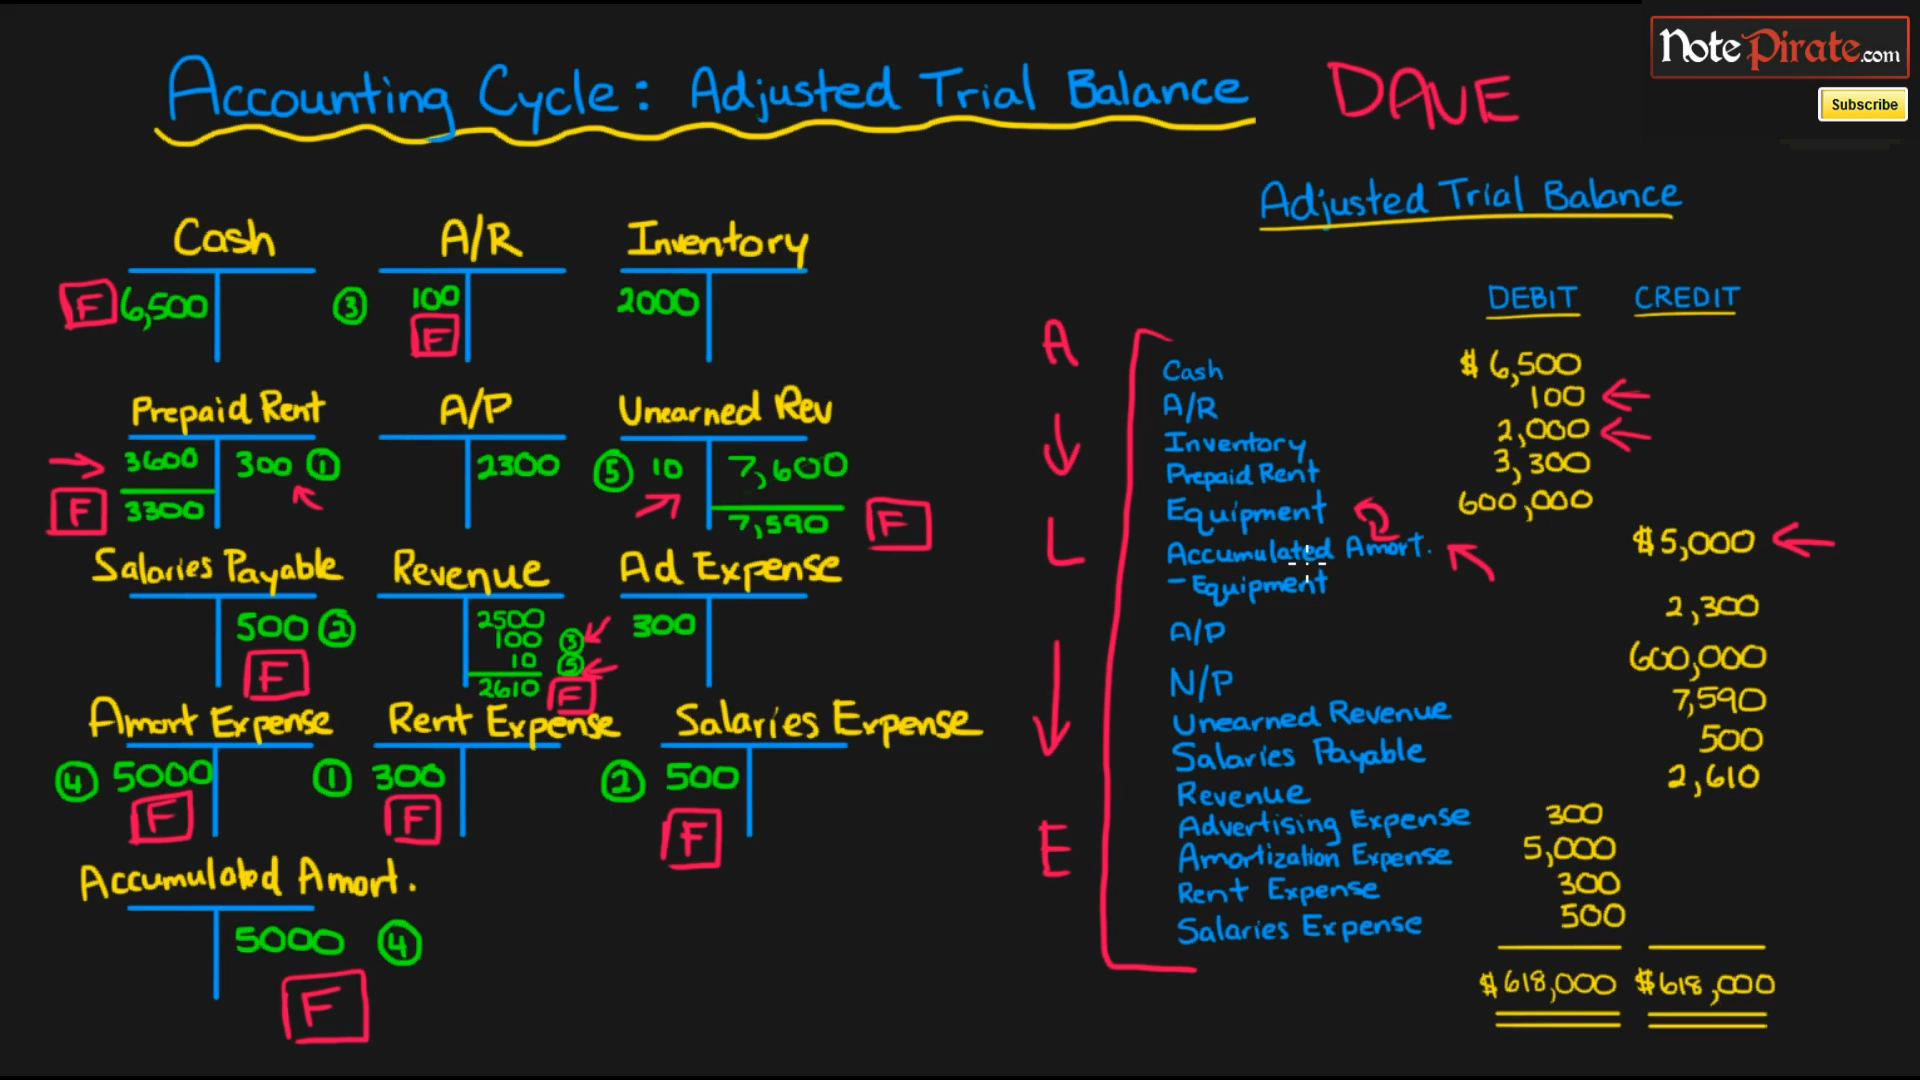 Accounting Cycle: Adjusted Trial Balance
DAVE
NotePirate.com
Subscribe
Cash
F 6,500
A/R
③ 100
F
Inventory
2000
Prepaid Rent
3600 300 ①
F 3300
A/P
2300
Unearned Rev
⑤ 10 7,600
7,590 F
Salaries Payable
500 ②
F
Revenue
2500
100 ③
10 ⑤
2610 F
Ad Expense
300
Amort Expense
④ 5000
F
Rent Expense
① 300
F
Salaries Expense
② 500
F
Accumulated Amort.
5000 ④
F
A
L
E
Adjusted Trial Balance
DEBIT CREDIT
Cash $6,500
A/R 100
Inventory 2,000
Prepaid Rent 3,300
Equipment 600,000
Accumulated Amort. $5,000
- Equipment
A/P 2,300
N/P 600,000
Unearned Revenue 7,590
Salaries Payable 500
Revenue 2,610
Advertising Expense 300
Amortization Expense 5,000
Rent Expense 300
Salaries Expense 500
$618,000 $618,000